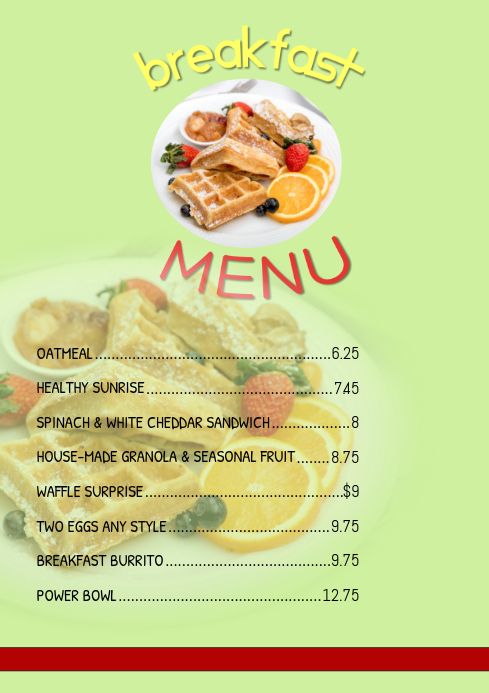 breakfast
MENU
OATMEAL.........................................................6.25
HEALTHY SUNRISE.............................................745
SPINACH & WHITE CHEDDAR SANDWICH...................8
HOUSE-MADE GRANOLA & SEASONAL FRUIT........8.75
WAFFLE SURPRISE................................................$9
TWO EGGS ANY STYLE.......................................9.75
BREAKFAST BURRITO........................................9.75
POWER BOWL.................................................12.75